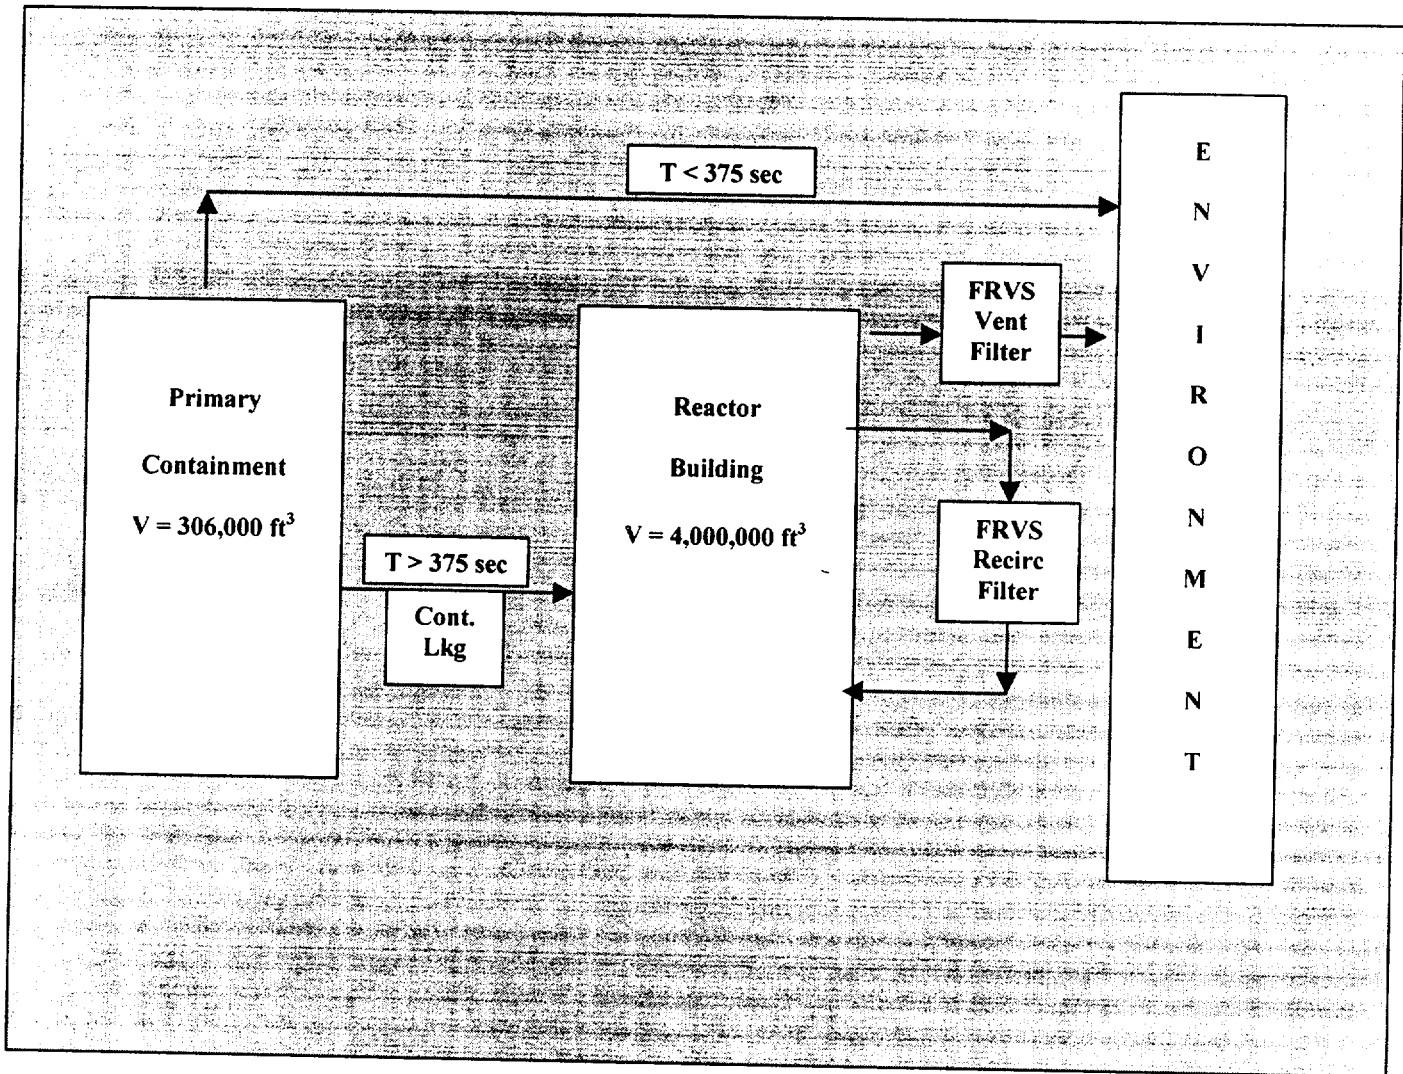 T < 375 sec
FRVS
Vent
Filter
Primary
Containment
V = 306,000 ft³
T > 375 sec
Cont.
Lkg
Reactor
Building
V = 4,000,000 ft³
FRVS
Recirc
Filter
E
N
V
I
R
O
N
M
E
N
T